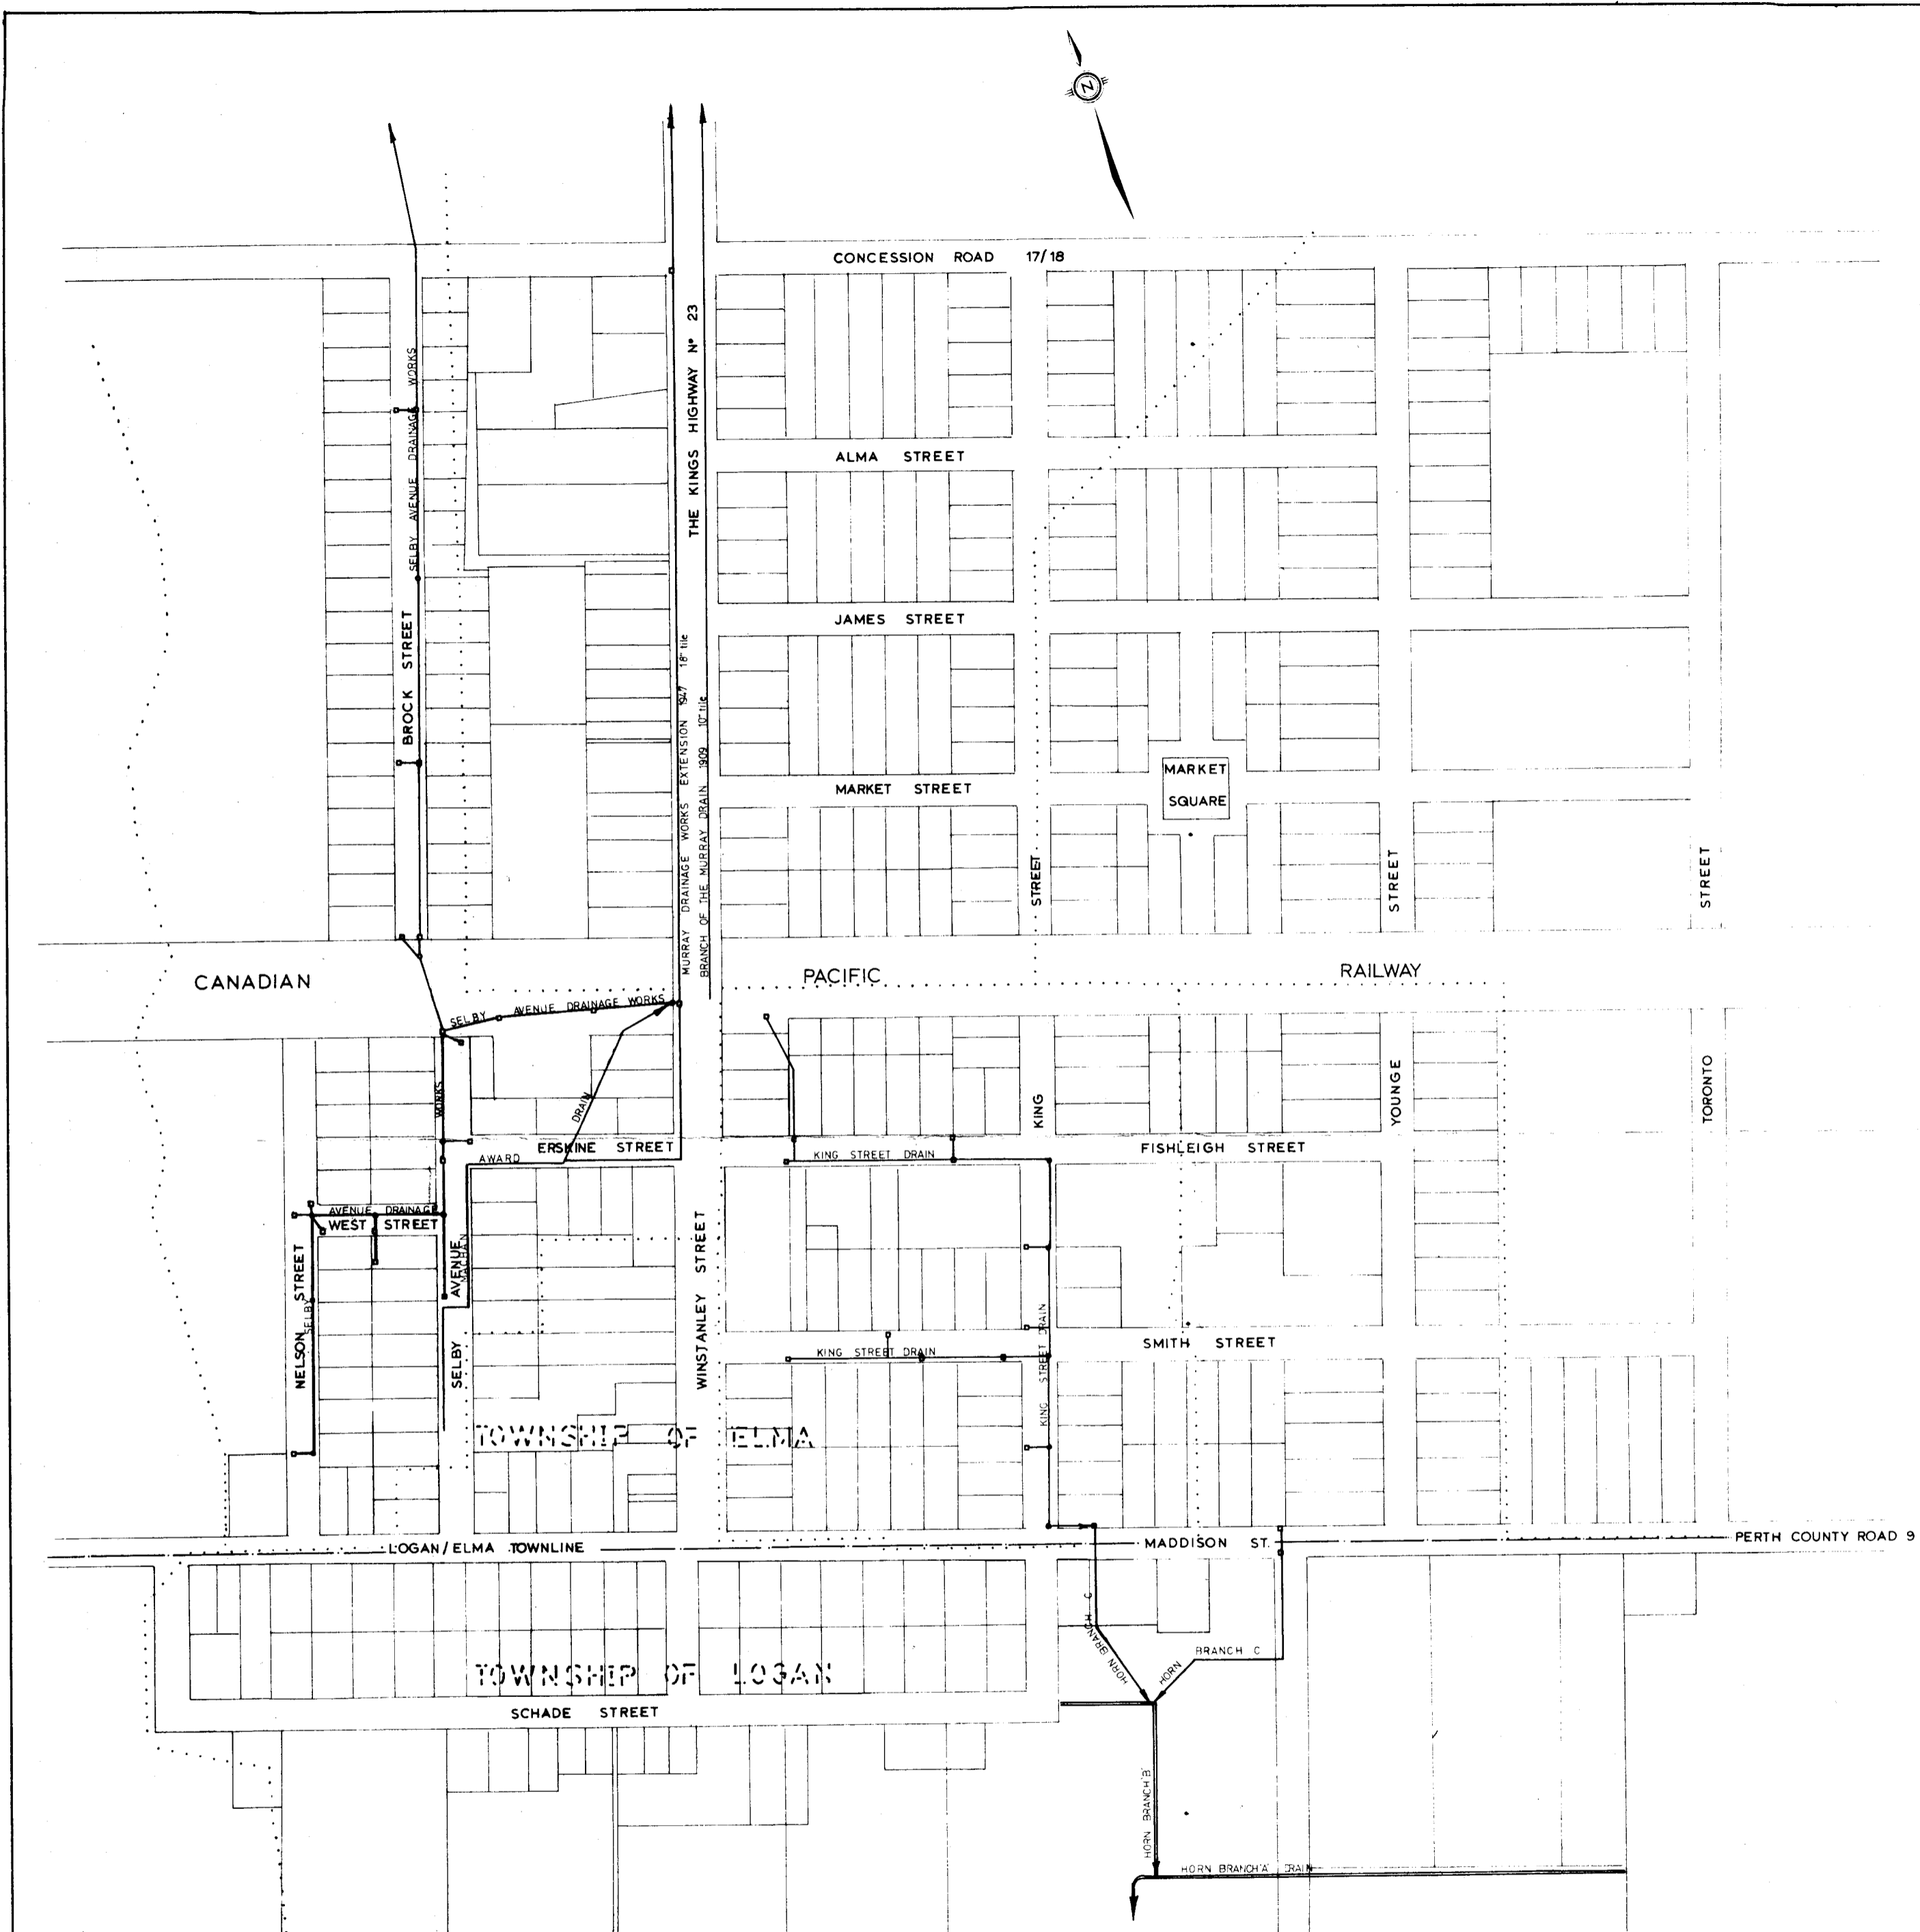 N
CONCESSION ROAD 17/18
THE KINGS HIGHWAY Nº 23
SELBY AVENUE DRAINAGE WORKS
ALMA STREET
BROCK STREET
JAMES STREET
MURRAY DRAINAGE WORKS EXTENSION 1947 18" tile
BRANCH OF THE MURRAY DRAIN 1909 10" tile
MARKET STREET
MARKET
SQUARE
STREET
STREET
STREET
CANADIAN
PACIFIC
RAILWAY
SELBY AVENUE DRAINAGE WORKS
WORKS
DRAIN
KING
YOUNGE
TORONTO
ERSKINE STREET
AWARD
KING STREET DRAIN
FISHLEIGH STREET
AVENUE DRAINAGE
WEST STREET
NELSON STREET
SELBY
SELBY AVENUE
WINSTANLEY STREET
KING STREET DRAIN
KING STREET DRAIN
SMITH STREET
TOWNSHIP OF ELMA
LOGAN/ELMA TOWNLINE
MADDISON ST.
PERTH COUNTY ROAD 9
HORN BRANCH C
HORN BRANCH C
TOWNSHIP OF LOGAN
SCHADE STREET
HORN BRANCH 'B'
HORN BRANCH 'A' DRAIN